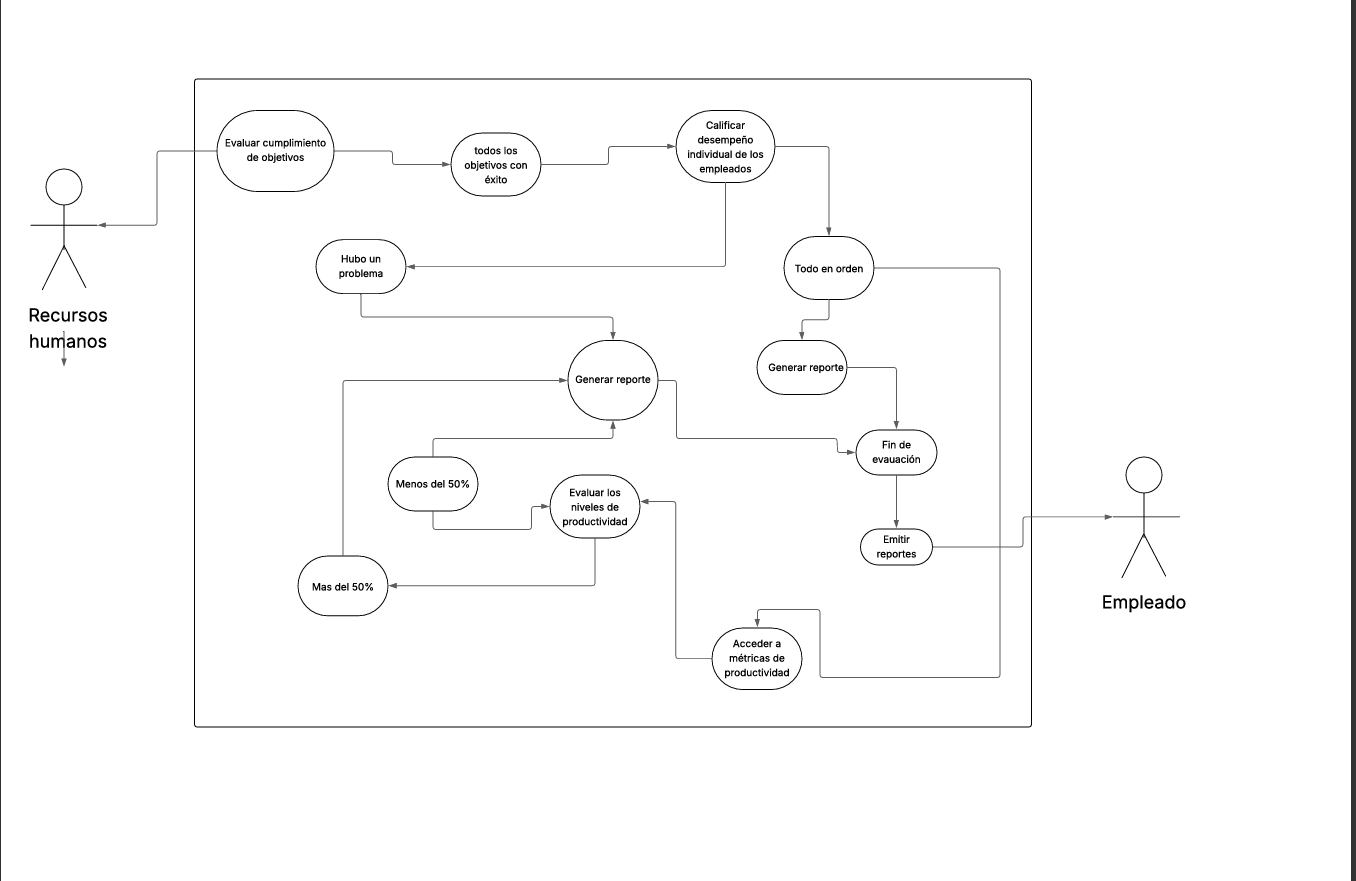 Evaluar cumplimiento
de objetivos
todos los
objetivos con
éxito
Calificar
desempeño
individual de los
empleados
Hubo un
problema
Todo en orden
Recursos
humanos
Generar reporte
Generar reporte
Fin de
evauación
Menos del 50%
Evaluar los
niveles de
productividad
Emitir
reportes
Mas del 50%
Empleado
Acceder a
métricas de
productividad